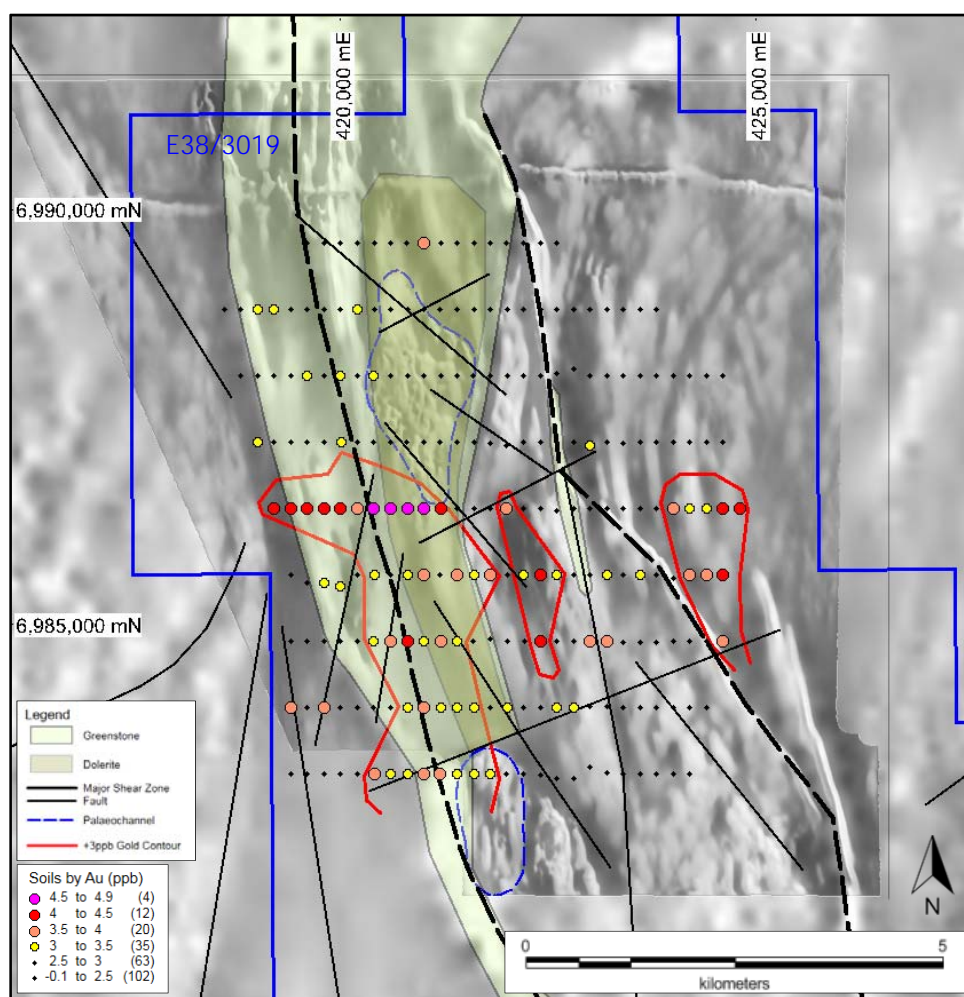 420,000 mE
425,000 mE
E38/3019
6,990,000 mN
6,985,000 mN
Legend
Greenstone
Dolerite
Major Shear Zone
Fault
Palaeochannel
+3ppb Gold Contour
Soils by Au (ppb)
4.5 to 4.9 (4)
4 to 4.5 (12)
3.5 to 4 (20)
3 to 3.5 (35)
2.5 to 3 (63)
-0.1 to 2.5 (102)
N
0 5
kilometers